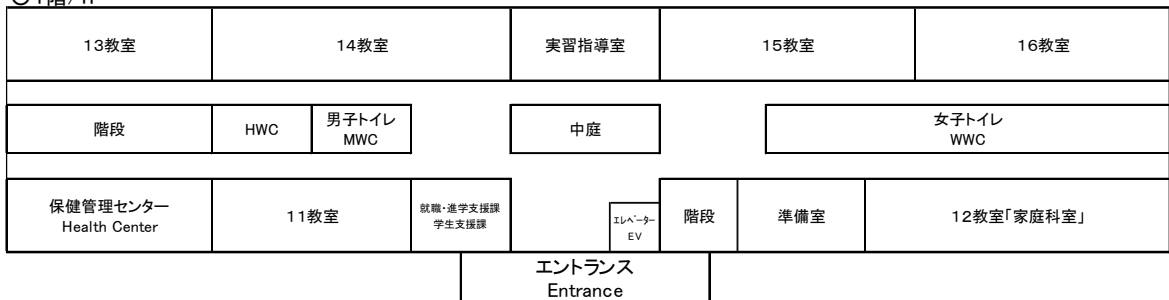 13教室
14教室
実習指導室
15教室
16教室
階段
HWC
男子トイレ
MWC
中庭
女子トイレ
WWC
保健管理センター
Health Center
11教室
就職・進学支援課
学生支援課
エレベーター
EV
階段
準備室
12教室「家庭科室」
エントランス
Entrance